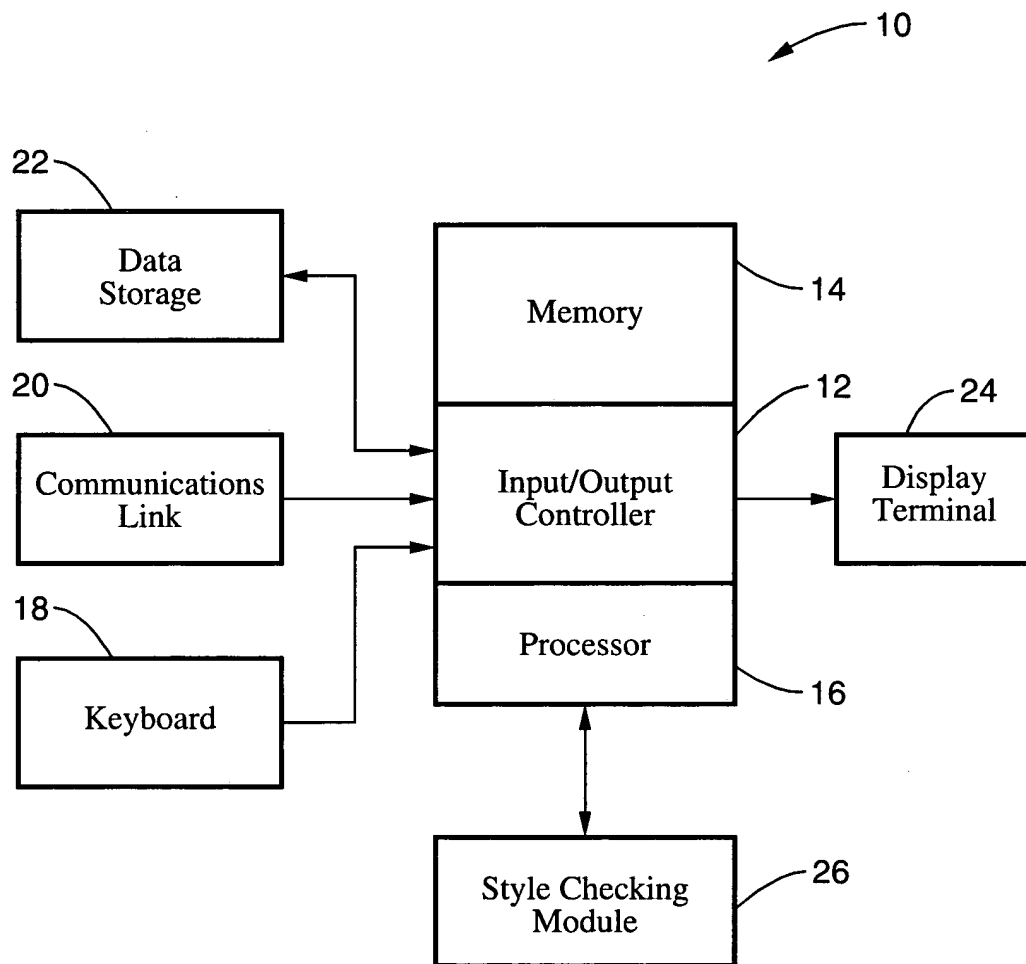 10
22
Data
Storage
Memory
14
20
Communications
Link
12
Input/Output
Controller
24
Display
Terminal
18
Keyboard
Processor
16
Style Checking
Module
26